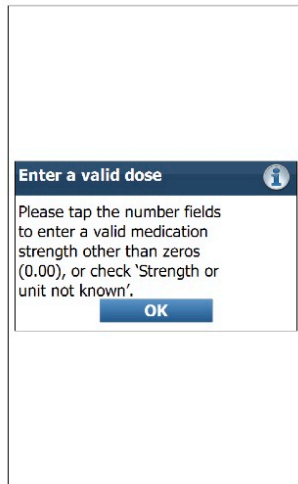 Enter a valid dose
Please tap the number fields
to enter a valid medication
strength other than zeros
(0.00), or check ‘Strength or
unit not known’.
OK